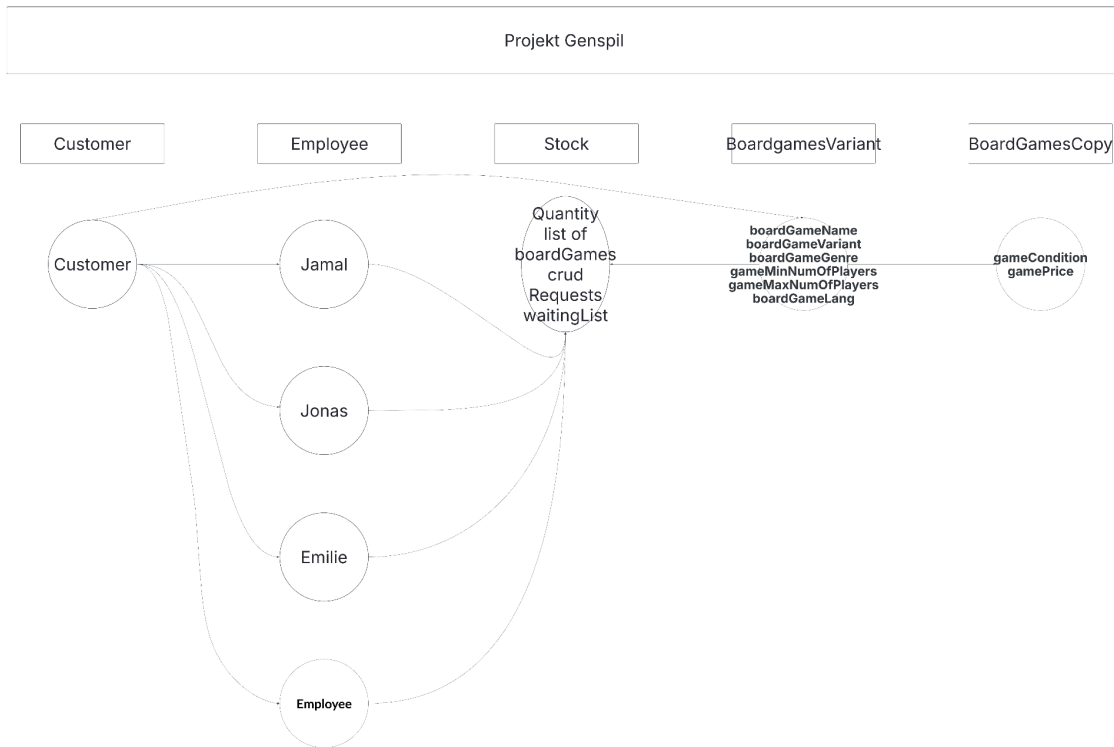 Projekt Genspil
Customer
Employee
Stock
BoardgamesVariant
BoardGamesCopy
Customer
Jamal
Jonas
Emilie
Employee
Quantity
list of
boardGames
crud
Requests
waitingList
boardGameName
boardGameVariant
boardGameGenre
gameMinNumOfPlayers
gameMaxNumOfPlayers
boardGameLang
gameCondition
gamePrice